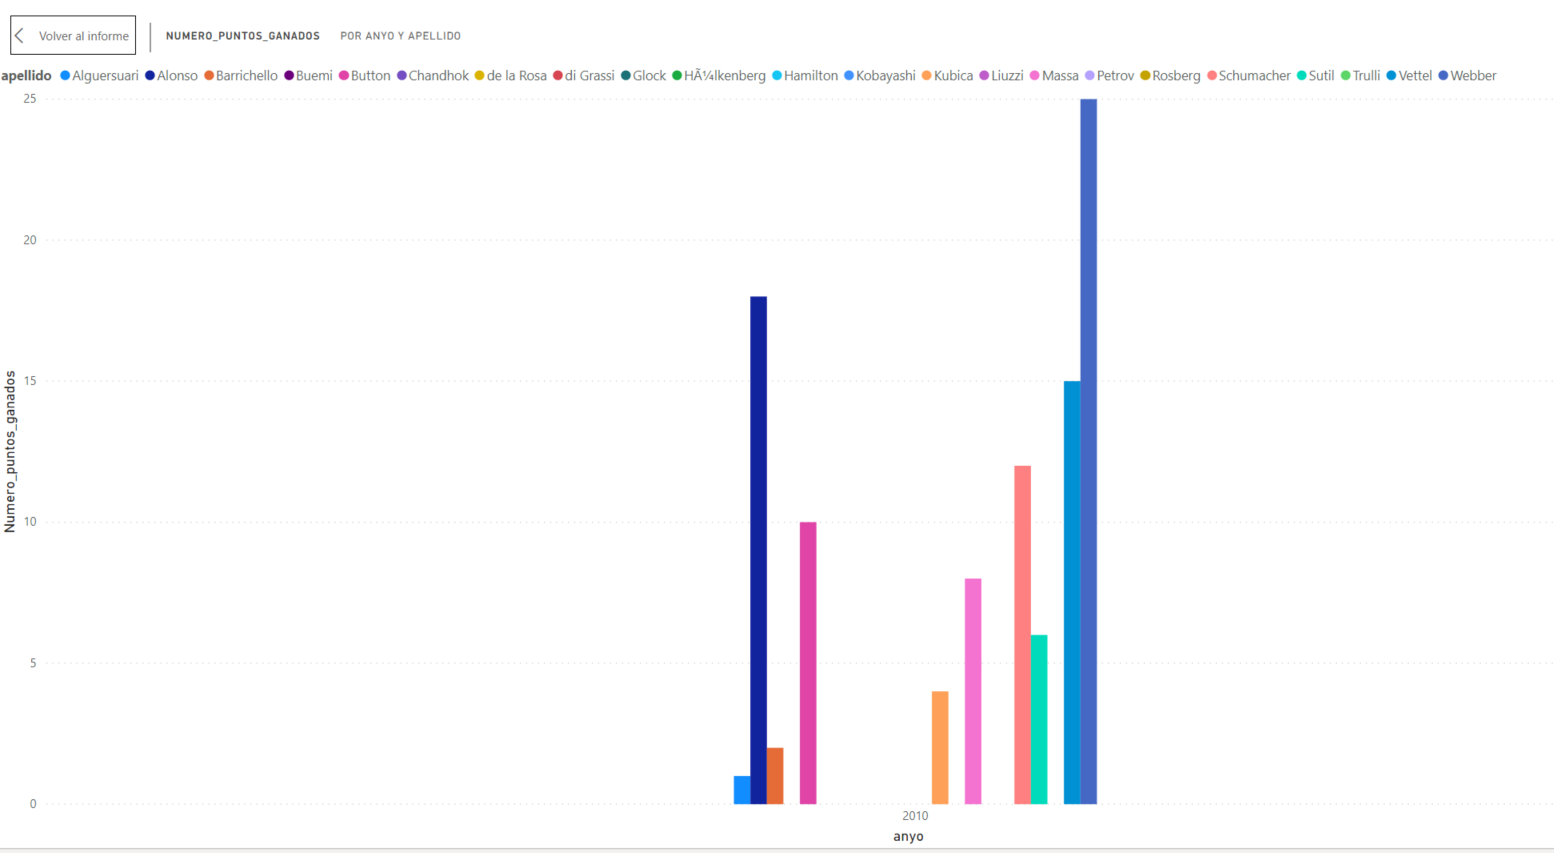 Volver al informe NUMERO_PUNTOS_GANADOS POR ANYO Y APELLIDO
apellido Alguersuari Alonso Barrichello Buemi Button Chandhok de la Rosa di Grassi Glock HÃ¼lkenberg Hamilton Kobayashi Kubica Liuzzi Massa Petrov Rosberg Schumacher Sutil Trulli Vettel Webber
25
20
15
10
5
0
Numero_puntos_ganados
2010
anyo